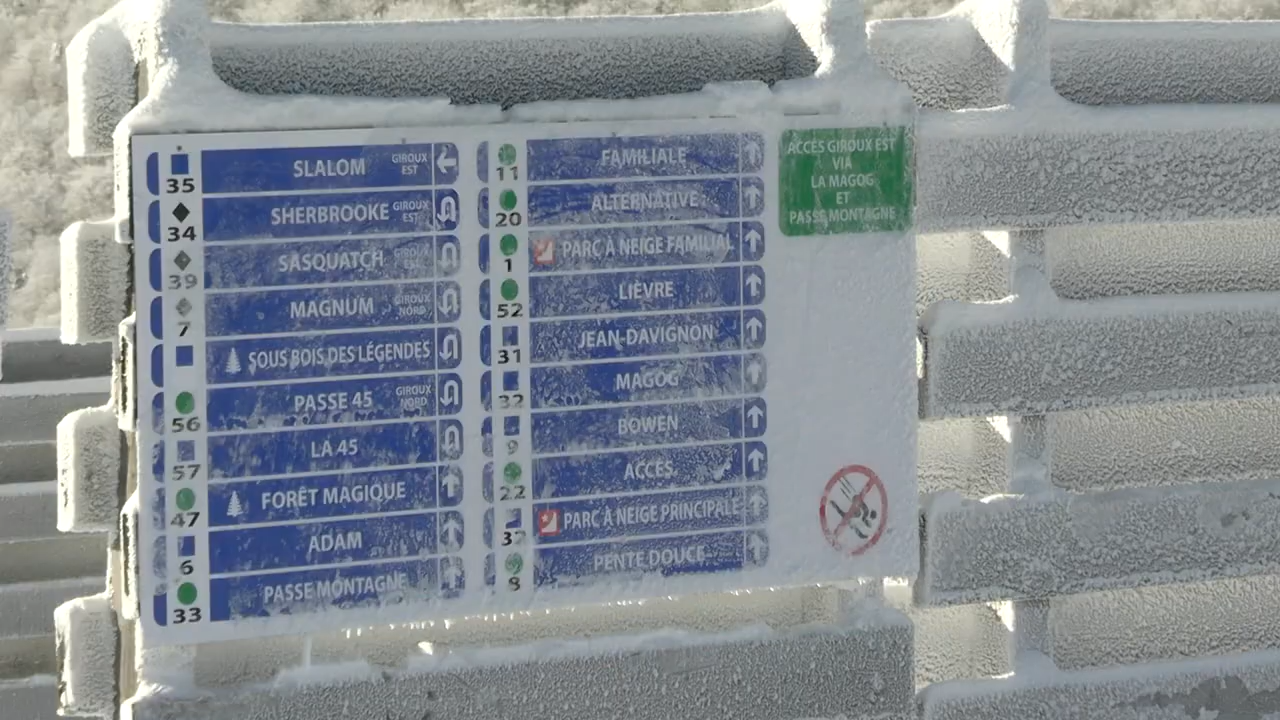 35 SLALOM GIROUX EST
34 SHERBROOKE GIROUX EST
39 SASQUATCH GIROUX EST
7 MAGNUM GIROUX NORD
SOUS BOIS DES LÉGENDES
56 PASSE 45 GIROUX NORD
57 LA 45
47 FORÊT MAGIQUE
6 ADAM
33 PASSE MONTAGNE
11 FAMILIALE
20 ALTERNATIVE
1 PARC À NEIGE FAMILIAL
52 LIÈVRE
31 JEAN-DAVIGNON
32 MAGOG
9 BOWEN
22 ACCÈS
37 PARC À NEIGE PRINCIPALE
8 PENTE DOUCE
ACCÈS GIROUX EST
VIA
LA MAGOG
ET
PASSE MONTAGNE